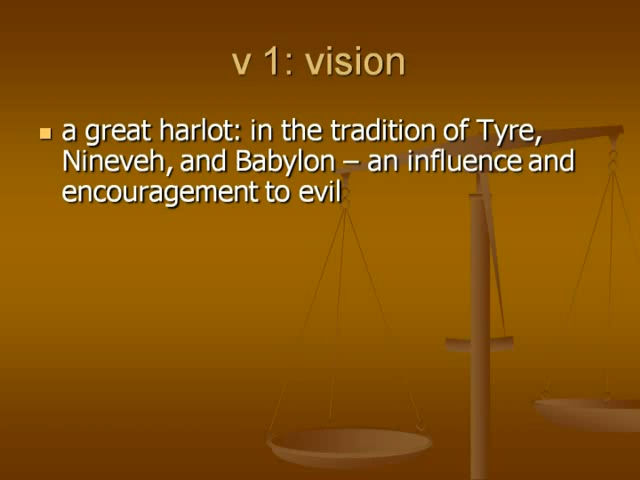 v 1: vision
a great harlot: in the tradition of Tyre,
Nineveh, and Babylon – an influence and
encouragement to evil